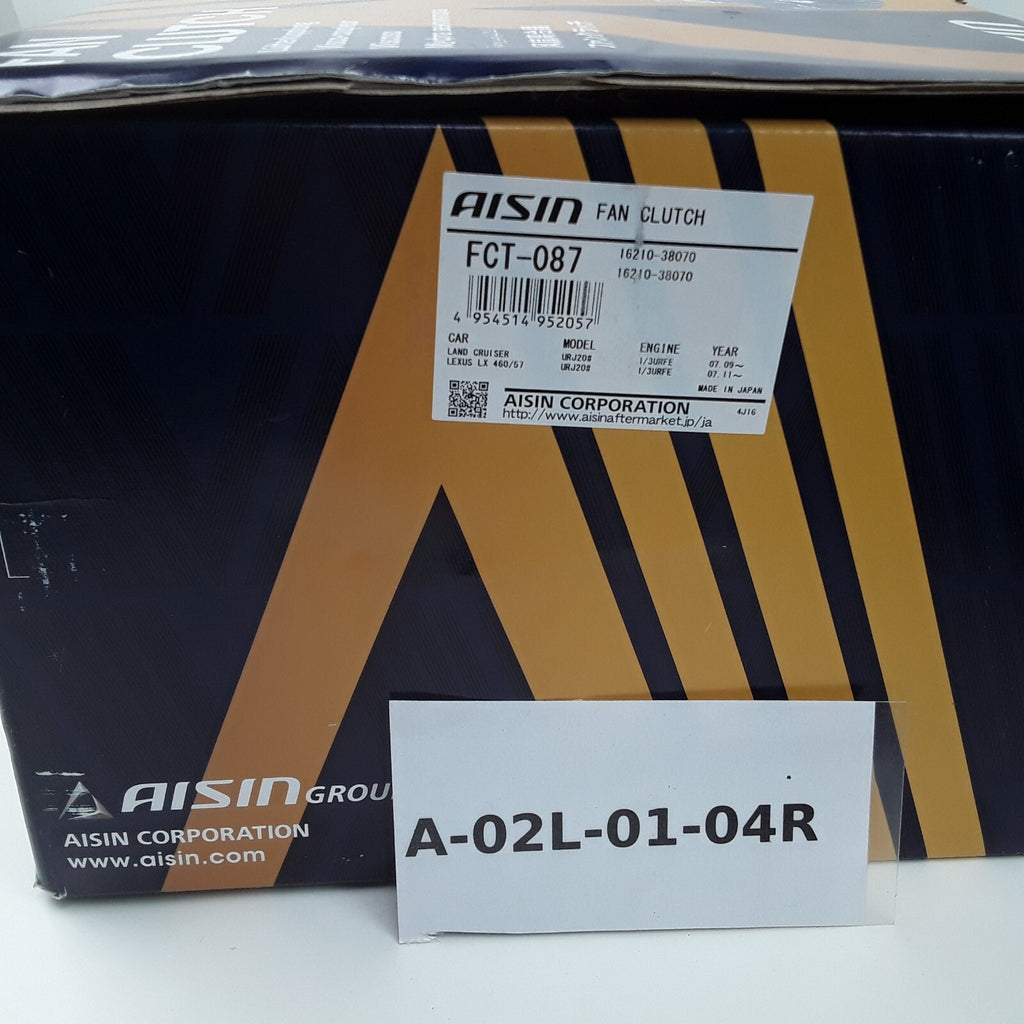 FAN
CLUTCH
AISIN FAN CLUTCH
FCT-087
16210-38070
16210-38070
4 954514 952057
CAR MODEL ENGINE YEAR
LAND CRUISER URJ20# 1/3URFE 07.09～
LEXUS LX 460/57 URJ20# 1/3URFE 07.11～
MADE IN JAPAN
AISIN CORPORATION 4J16
http://www.aisinaftermarket.jp/ja
AISIN GROU
AISIN CORPORATION
www.aisin.com
A-02L-01-04R